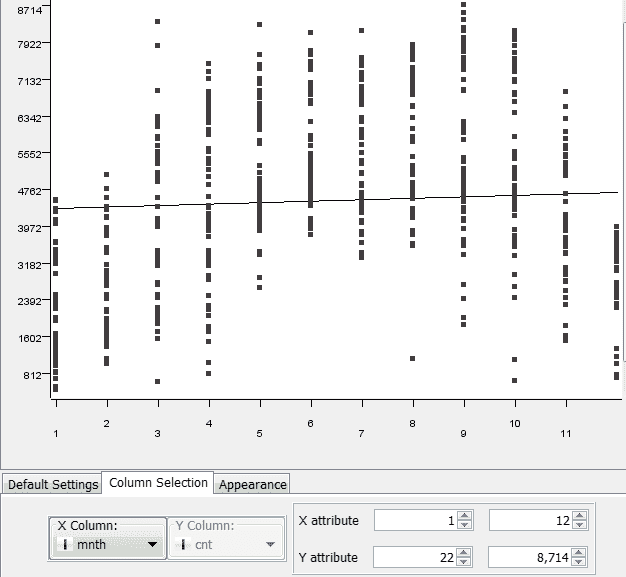 8714
7922
7132
6342
5552
4762
3972
3182
2392
1602
812
2 4 6 8 10
1 3 5 7 9 11
Default Settings Column Selection Appearance
X Column: Y Column:
mnth cnt
X attribute 1 12
Y attribute 22 8,714